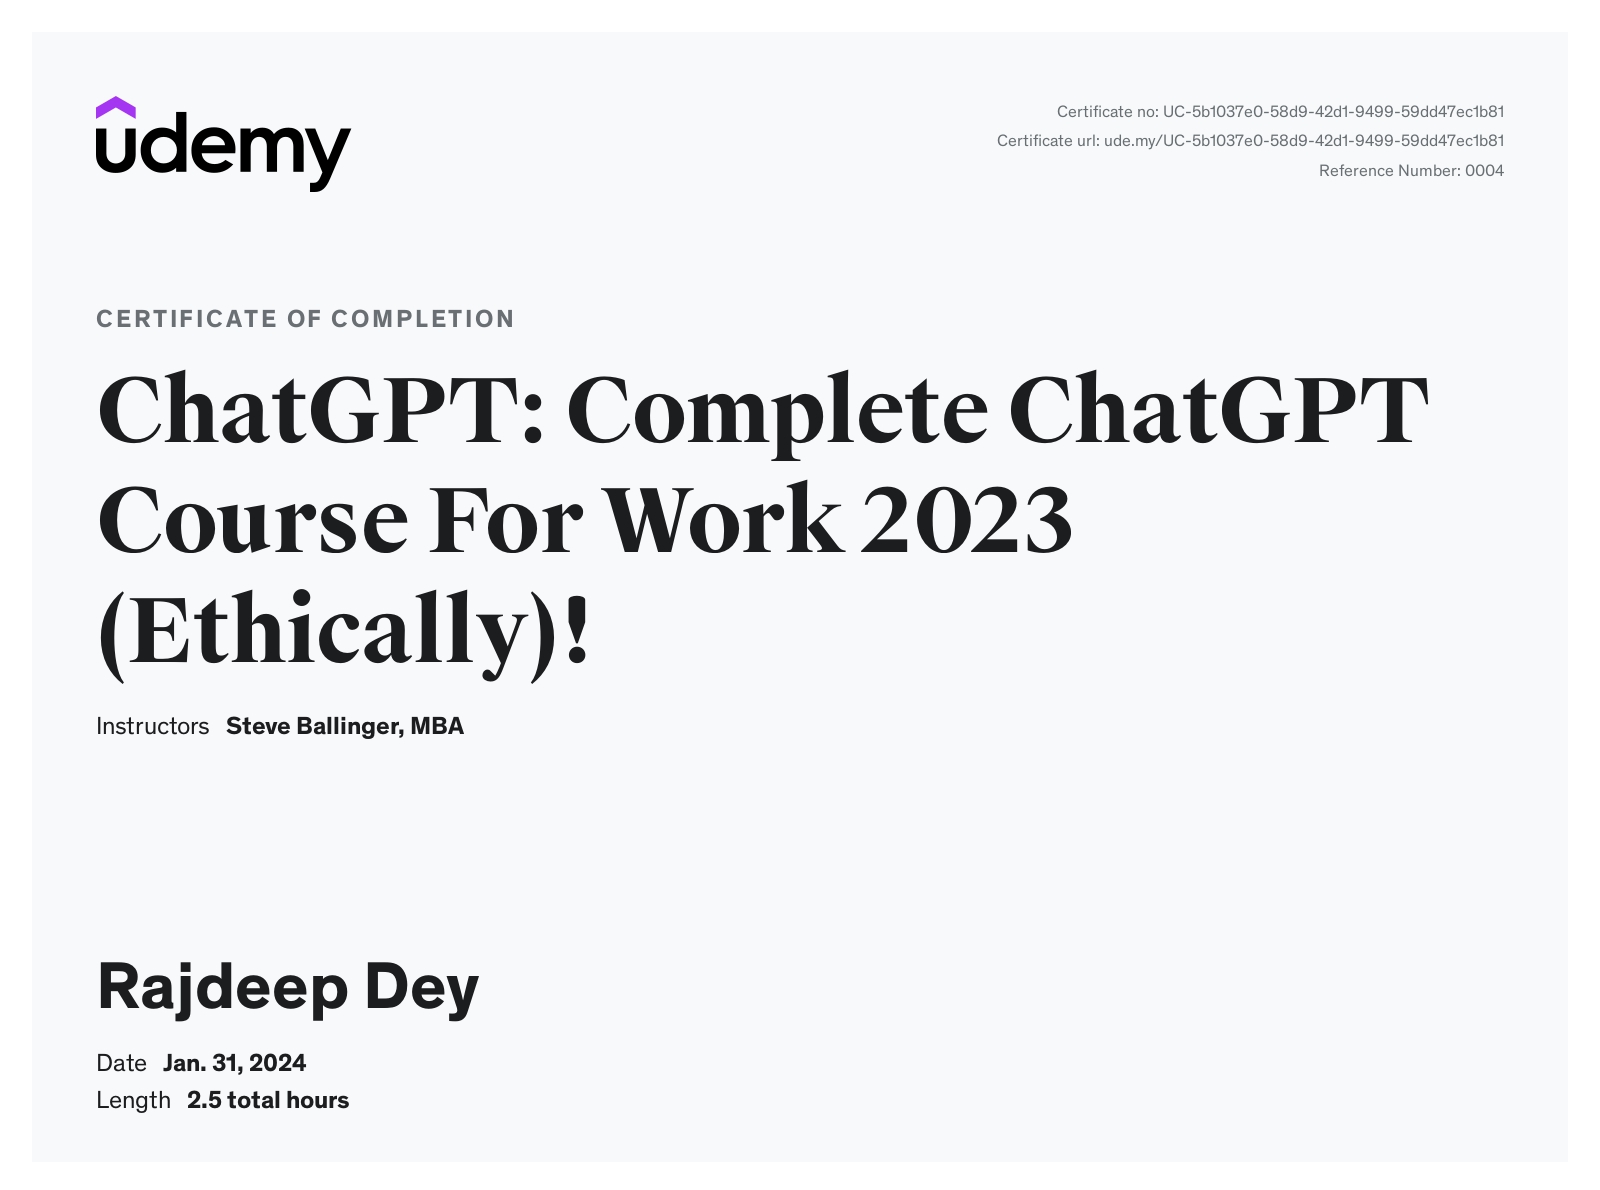 udemy
Certificate no: UC-5b1037e0-58d9-42d1-9499-59dd47ec1b81
Certificate url: ude.my/UC-5b1037e0-58d9-42d1-9499-59dd47ec1b81
Reference Number: 0004
CERTIFICATE OF COMPLETION
ChatGPT: Complete ChatGPT
Course For Work 2023
(Ethically)!
Instructors Steve Ballinger, MBA
Rajdeep Dey
Date Jan. 31, 2024
Length 2.5 total hours